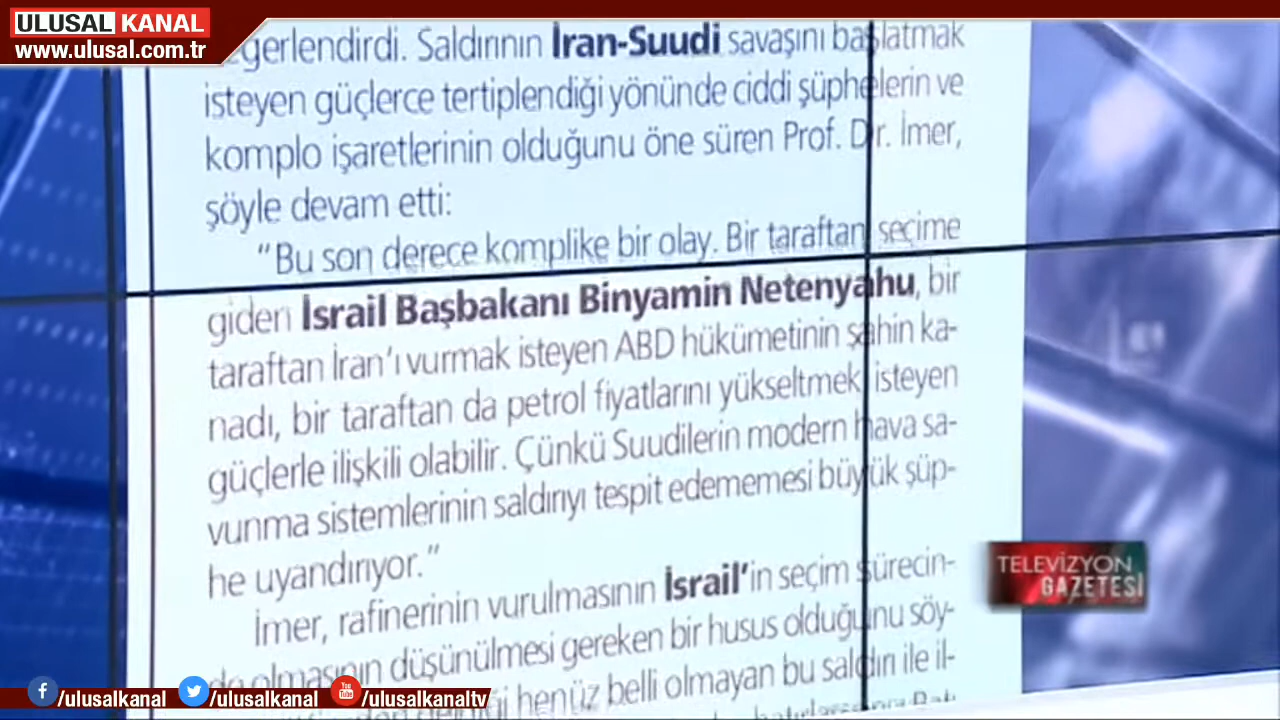 ULUSAL KANAL
www.ulusal.com.tr
ğerlendirdi. Saldırının İran-Suudi savaşını başlatmak
isteyen güçlerce tertiplendiği yönünde ciddi şüphelerin ve
komplo işaretlerinin olduğunu öne süren Prof. Dr. İmer,
şöyle devam etti:
“Bu son derece komplike bir olay. Bir taraftan seçime
giden İsrail Başbakanı Binyamin Netenyahu, bir
taraftan İran’ı vurmak isteyen ABD hükümetinin şahin ka-
nadı, bir taraftan da petrol fiyatlarını yükseltmek isteyen
güçlerle ilişkili olabilir. Çünkü Suudilerin modern hava sa-
vunma sistemlerinin saldırıyı tespit edememesi büyük şüp-
he uyandırıyor.”
İmer, rafinerinin vurulmasının İsrail’in seçim sürecin-
de olmasının düşünülmesi gereken bir husus olduğunu söy-
henüz belli olmayan bu saldırı ile il-
TELEVİZYON
GAZETESİ
/ulusalkanal
/ulusalkanal
/ulusalkanaltv